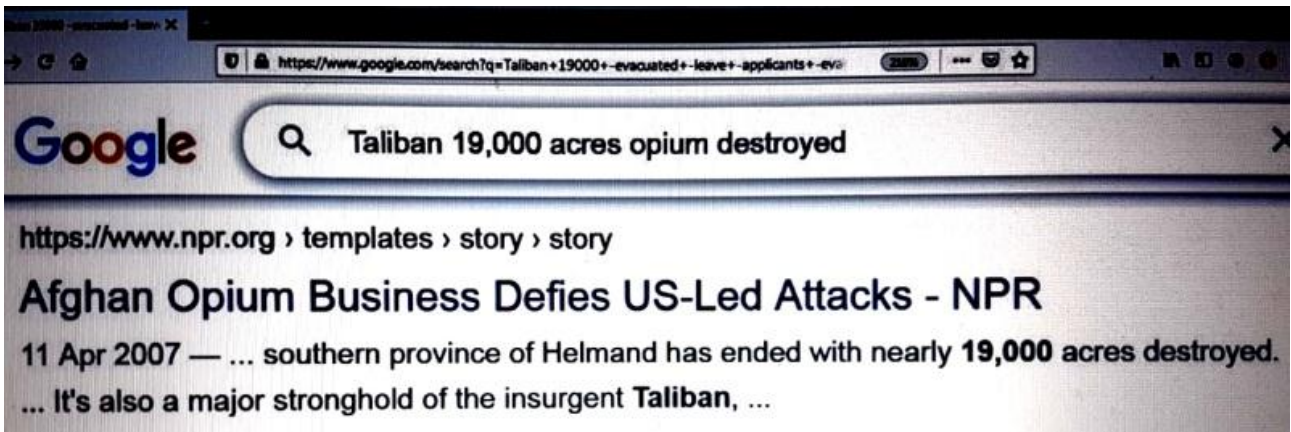 https://www.google.com/search?q=Taliban+19000+-evacuated+-leave+-applicants+-eva
Google Taliban 19,000 acres opium destroyed
https://www.npr.org › templates › story › story
Afghan Opium Business Defies US-Led Attacks - NPR
11 Apr 2007 — ... southern province of Helmand has ended with nearly 19,000 acres destroyed.
... It's also a major stronghold of the insurgent Taliban, ...